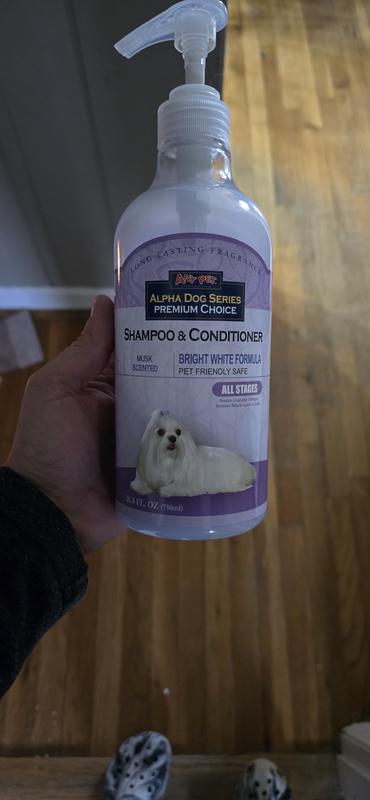 LONG LASTING FRAGRANCE
ANY PET
ALPHA DOG SERIES
PREMIUM CHOICE
SHAMPOO & CONDITIONER
MUSK
SCENTED
BRIGHT WHITE FORMULA
PET FRIENDLY SAFE
ALL STAGES
26.4 FL. OZ (750ml)